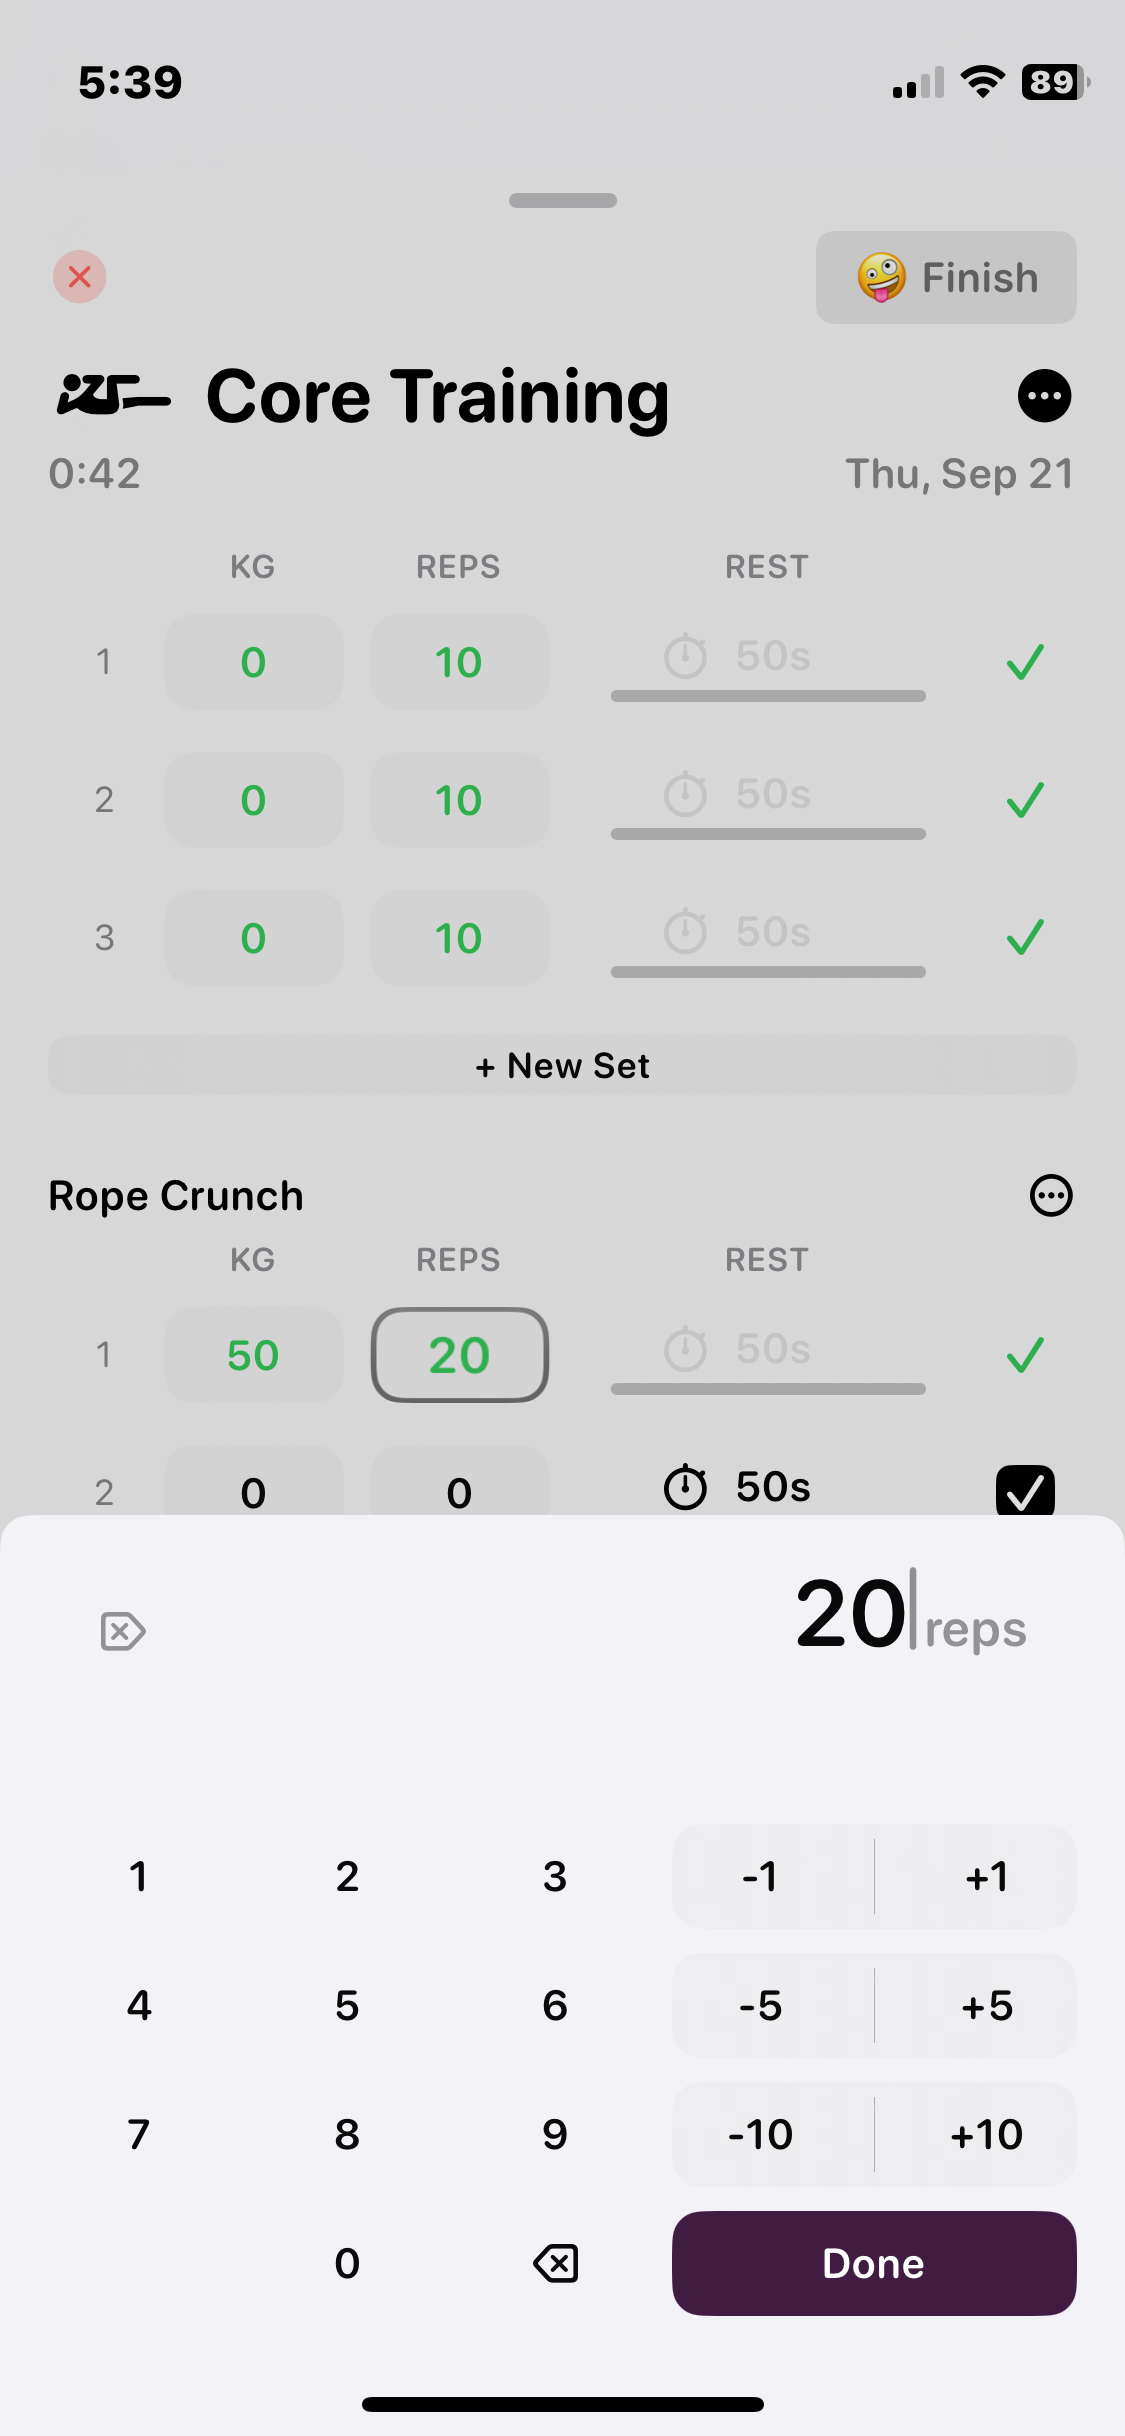 5:39
89
🤪 Finish
Core Training
0:42 Thu, Sep 21
KG REPS REST
1 0 10 50s
2 0 10 50s
3 0 10 50s
+ New Set
Rope Crunch
KG REPS REST
1 50 20 50s
2 0 0 50s
20 reps
1 2 3 -1 +1
4 5 6 -5 +5
7 8 9 -10 +10
0 Done